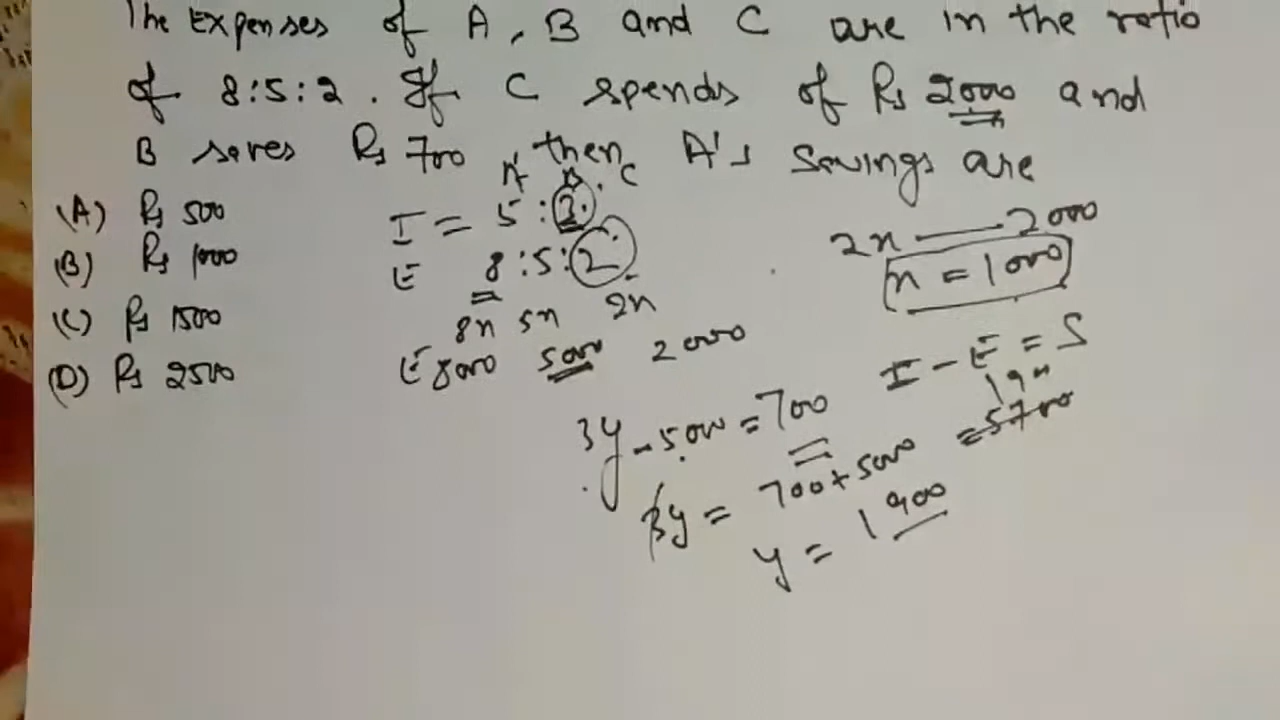 The Expenses of A, B and C are in the ratio
of 8:5:2. If C spends of Rs 2000 and
B saves Rs 700 then A's Savings are
A B. C
(A) Rs 500
I = 5 : 3.
(B) Rs 1000
E 8 : 5 : 2
(C) Rs 1500
8x 5x 2x
(D) Rs 2500
E 8000 5000 2000
2x — 2000
x = 1000
I - E = S
3y - 5000 = 700
1900
3y = 700 + 5000 = 5700
y = 1900